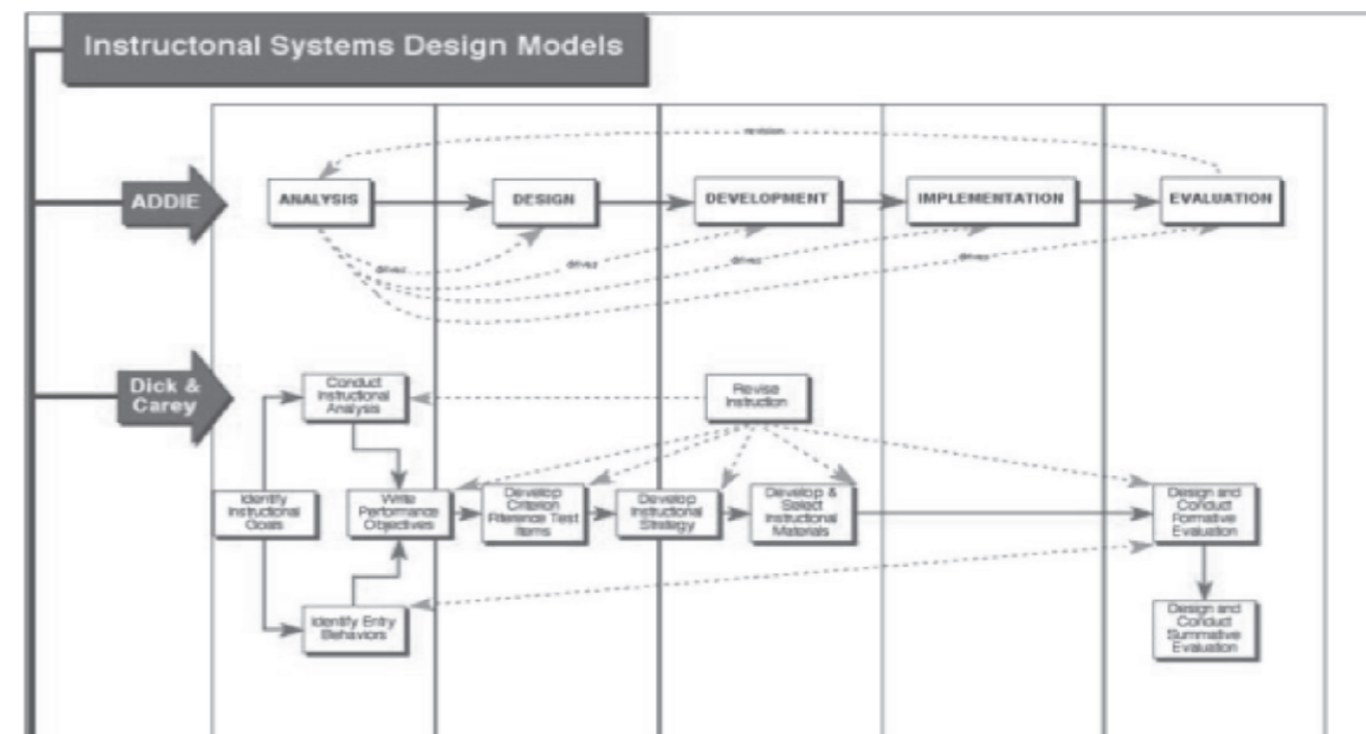 Instructonal Systems Design Models
revision
ADDIE
ANALYSIS
DESIGN
DEVELOPMENT
IMPLEMENTATION
EVALUATION
drives
drives
drives
drives
Dick &
Carey
Conduct
Instructional
Analysis
Revise
Instruction
Identify
Instructional
Goals
Write
Performance
Objectives
Develop
Criterion
Rference Test
Items
Develop
Instructional
Strategy
Develop &
Select
Instructional
Materials
Design and
Conduct
Formative
Evaluation
Identify Entry
Behaviors
Design and
Conduct
Summative
Evaluation